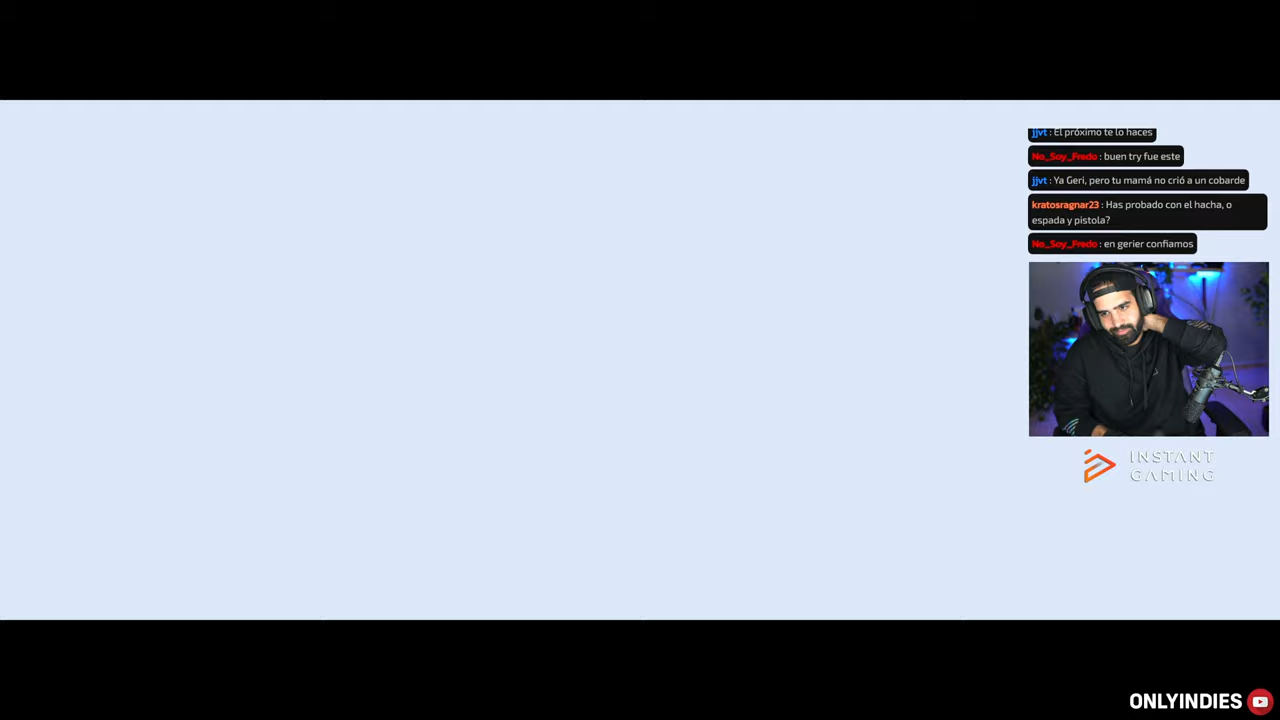 jjvt : El próximo te lo haces
No_Soy_Fredo : buen try fue este
jjvt : Ya Geri, pero tu mamá no crió a un cobarde
kratosragnar23 : Has probado con el hacha, o
espada y pistola?
No_Soy_Fredo : en gerier confiamos
INSTANT
GAMING
ONLYINDIES